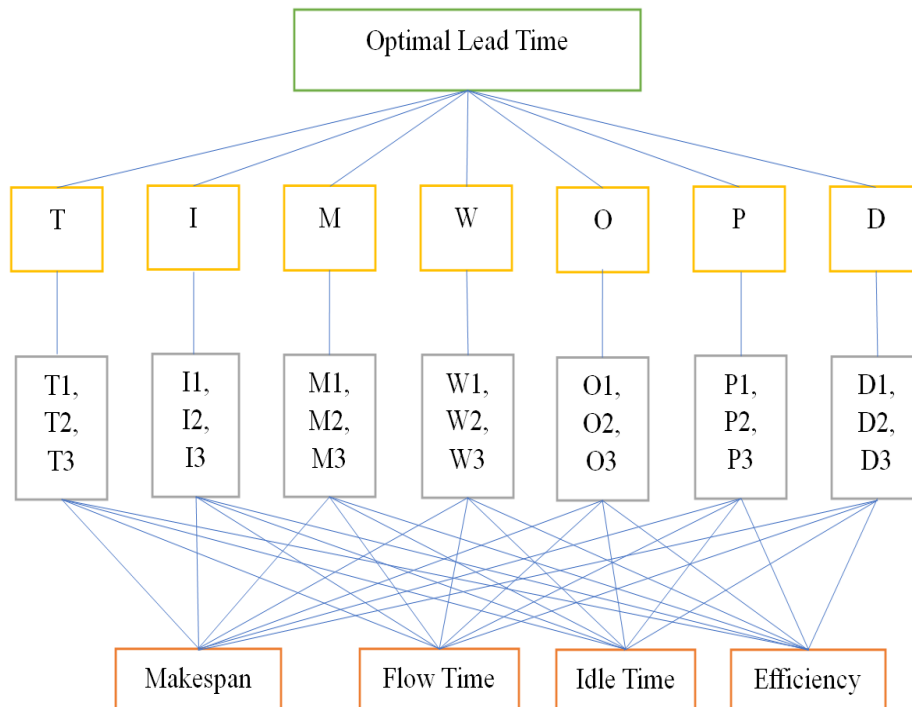 Optimal Lead Time
T
I
M
W
O
P
D
T1,
T2,
T3
I1,
I2,
I3
M1,
M2,
M3
W1,
W2,
W3
O1,
O2,
O3
P1,
P2,
P3
D1,
D2,
D3
Makespan
Flow Time
Idle Time
Efficiency